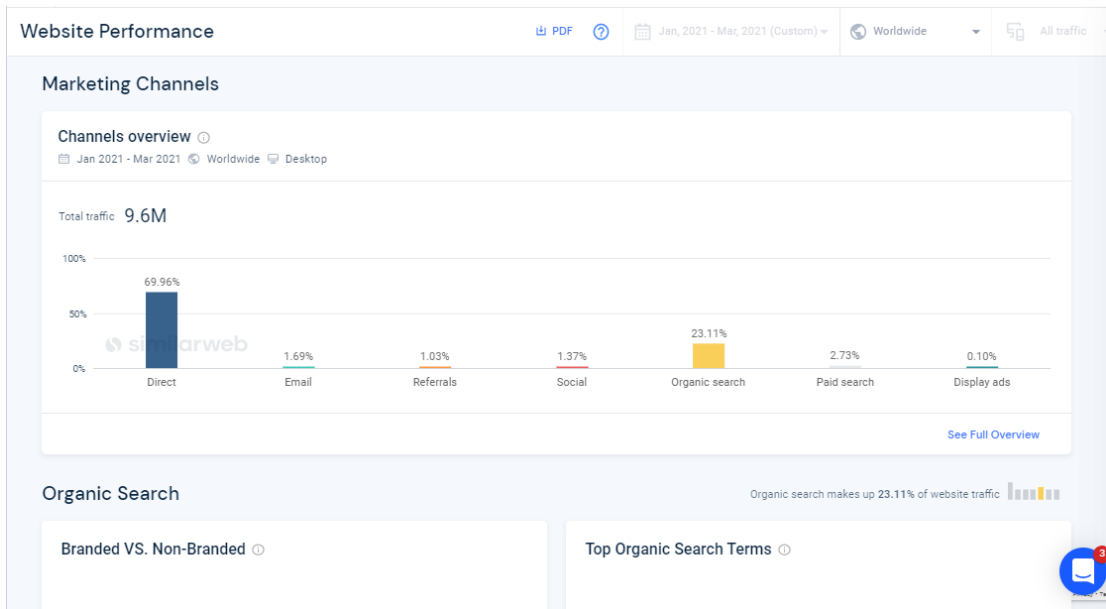 Website Performance
PDF
Jan, 2021 - Mar, 2021 (Custom)
Worldwide
All traffic
Marketing Channels
Channels overview
Jan 2021 - Mar 2021 Worldwide Desktop
Total traffic 9.6M
100%
50%
0%
69.96%
1.69%
1.03%
1.37%
23.11%
2.73%
0.10%
similarweb
Direct
Email
Referrals
Social
Organic search
Paid search
Display ads
See Full Overview
Organic Search
Organic search makes up 23.11% of website traffic
Branded VS. Non-Branded
Top Organic Search Terms
3